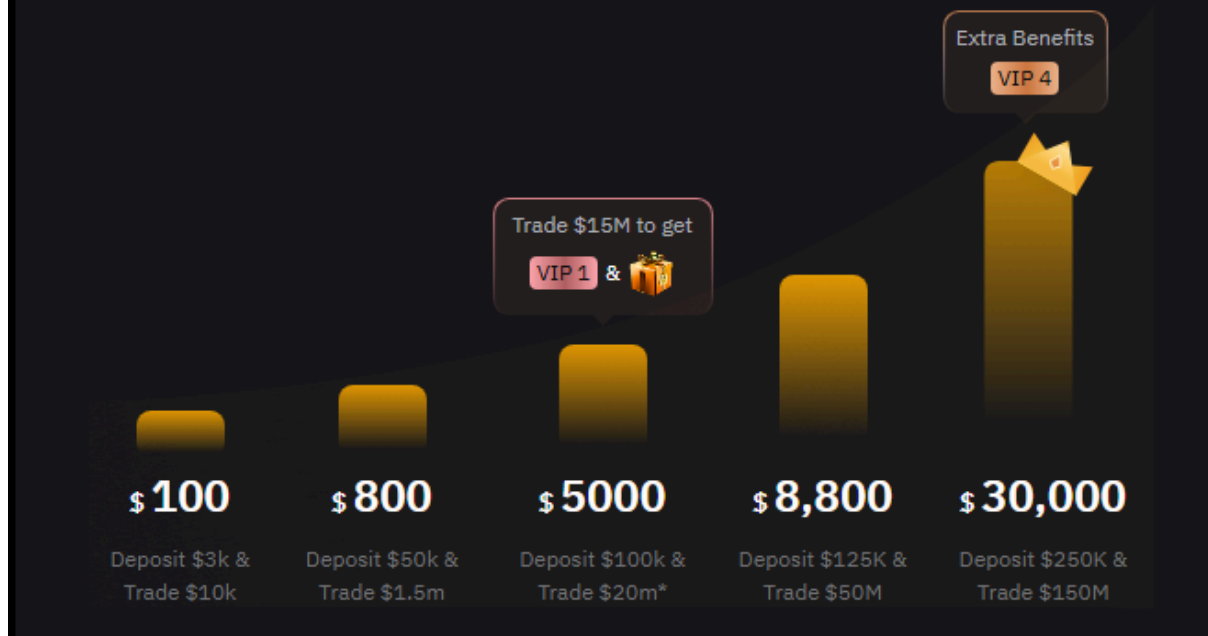 Extra Benefits
VIP 4
Trade $15M to get
VIP 1 &
$ 100
$ 800
$ 5000
$ 8,800
$ 30,000
Deposit $3k &
Trade $10k
Deposit $50k &
Trade $1.5m
Deposit $100k &
Trade $20m*
Deposit $125K &
Trade $50M
Deposit $250K &
Trade $150M